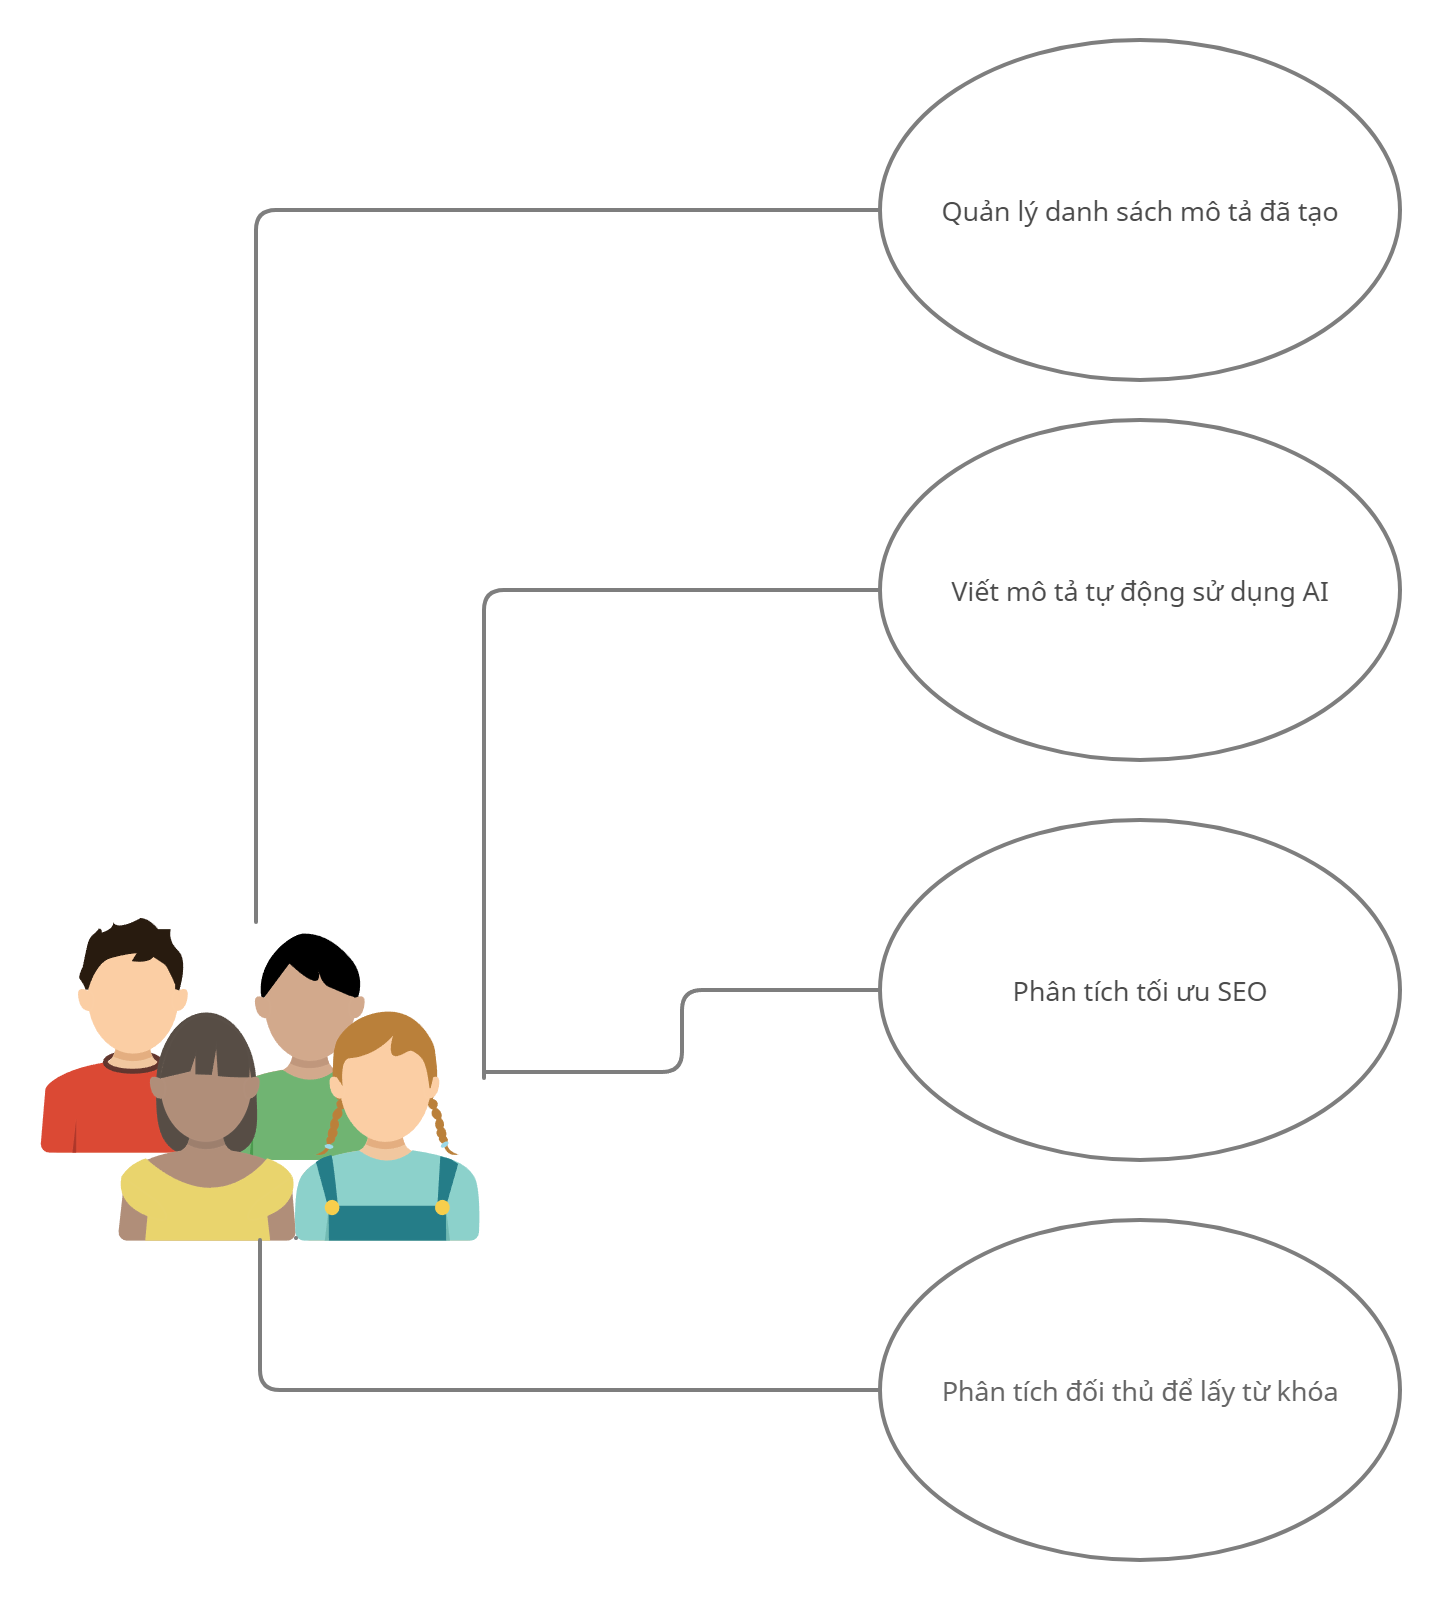 Quản lý danh sách mô tả đã tạo
Viết mô tả tự động sử dụng AI
Phân tích tối ưu SEO
Phân tích đối thủ để lấy từ khóa